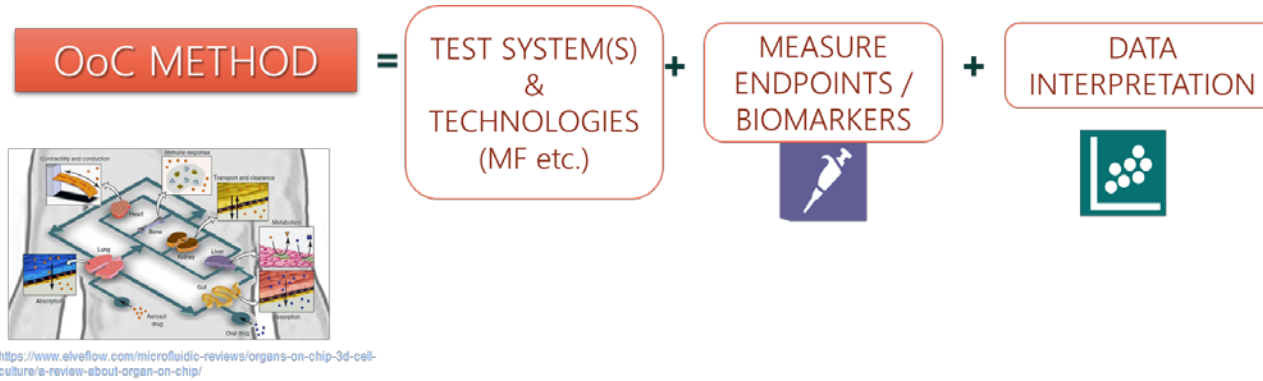 OoC METHOD
=
TEST SYSTEM(S)
&
TECHNOLOGIES
(MF etc.)
+
MEASURE
ENDPOINTS /
BIOMARKERS
+
DATA
INTERPRETATION
Contractility and conduction
Immune response
Transport and clearance
Heart
Bone
Metabolism
Lung
Kidney
Liver
Gut
Absorption
Aerosol
drug
Oral drug
https://www.elveflow.com/microfluidic-reviews/organs-on-chip-3d-cell-
culture/a-review-about-organ-on-chip/